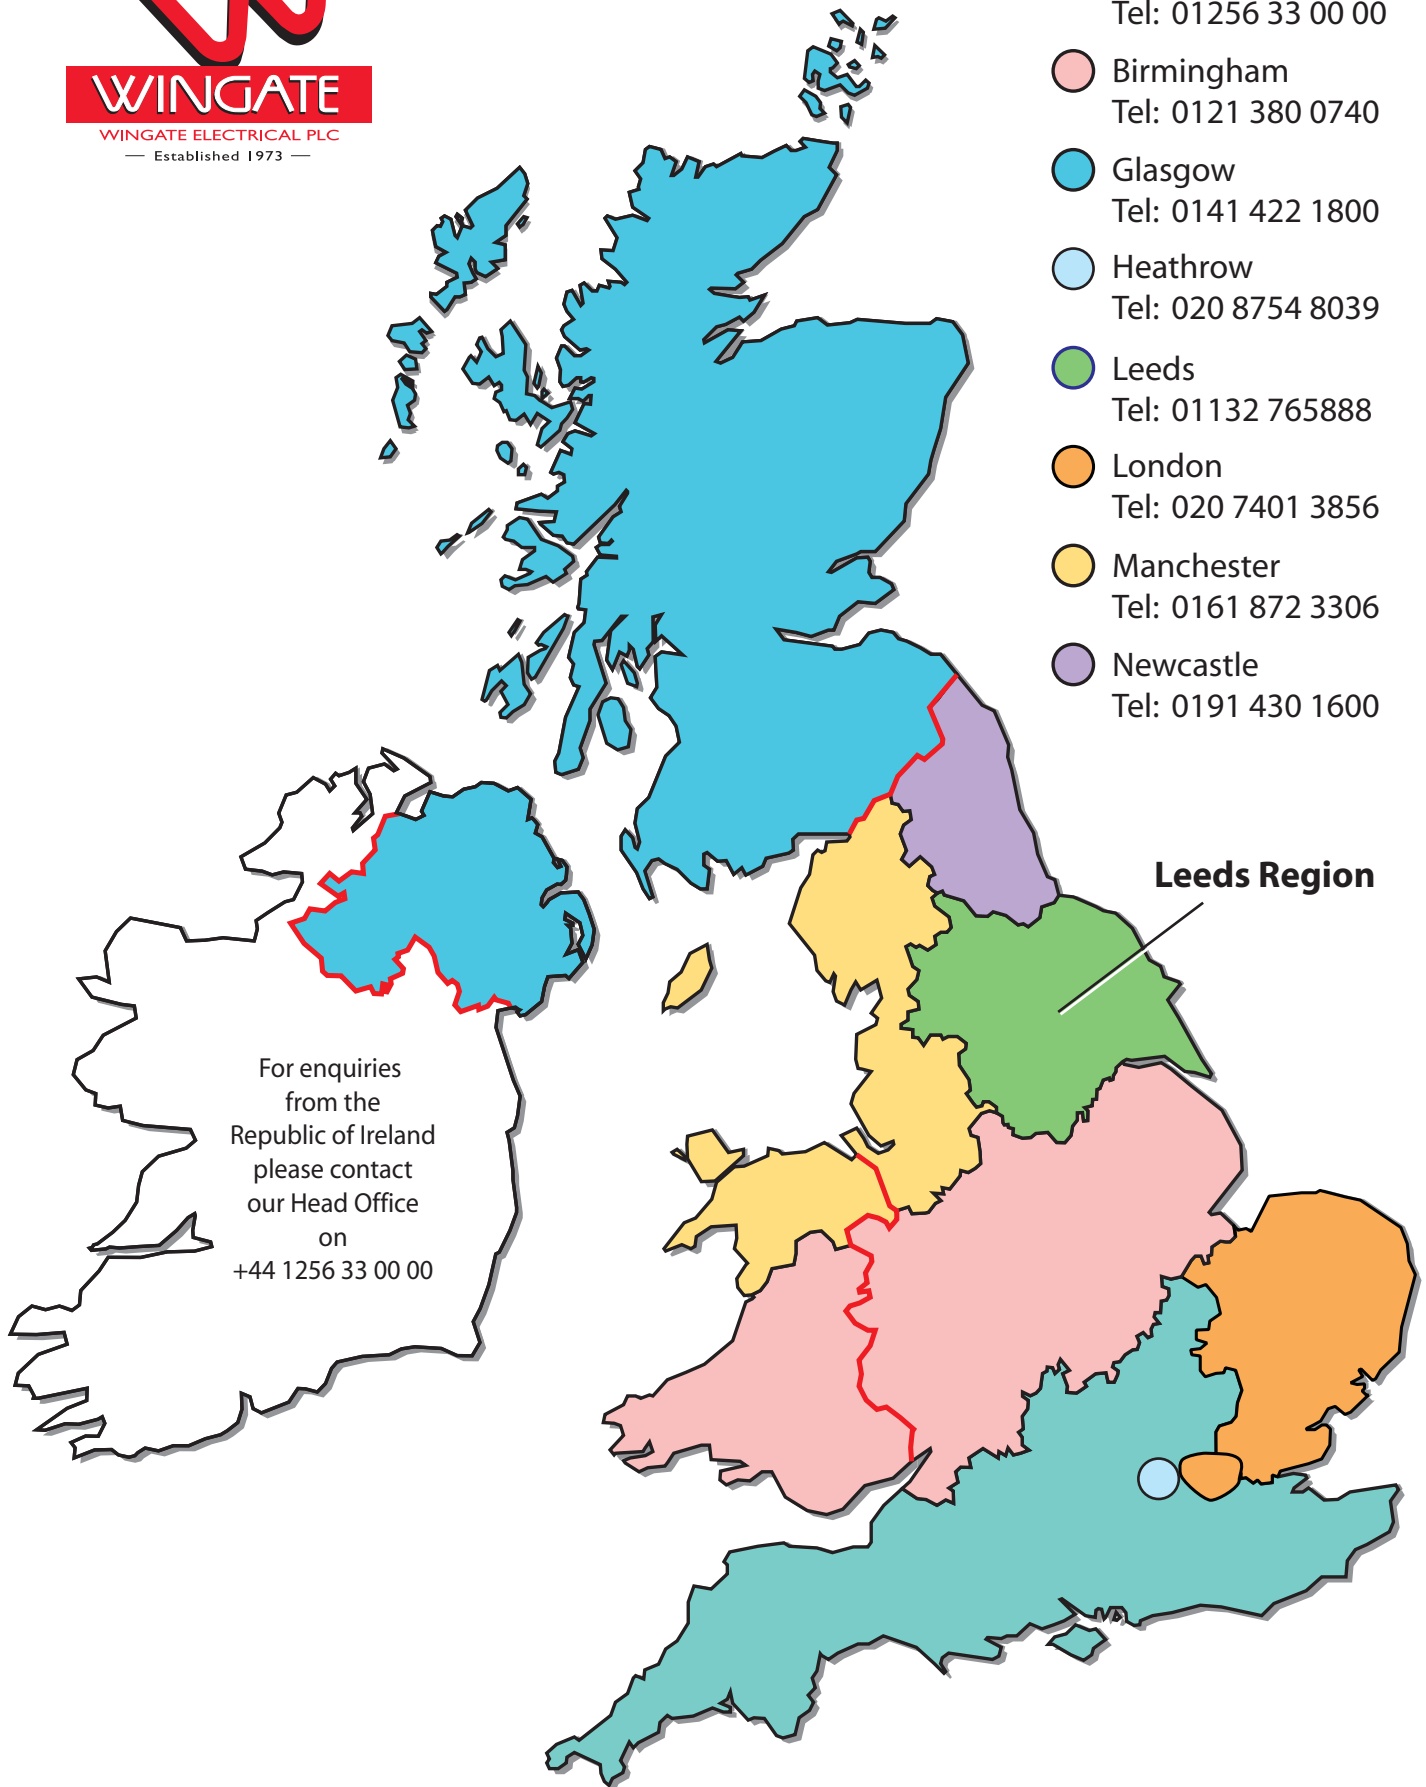 WINGATE
WINGATE ELECTRICAL PLC
— Established 1973 —
Tel: 01256 33 00 00
Birmingham
Tel: 0121 380 0740
Glasgow
Tel: 0141 422 1800
Heathrow
Tel: 020 8754 8039
Leeds
Tel: 01132 765888
London
Tel: 020 7401 3856
Manchester
Tel: 0161 872 3306
Newcastle
Tel: 0191 430 1600
Leeds Region
For enquiries
from the
Republic of Ireland
please contact
our Head Office
on
+44 1256 33 00 00